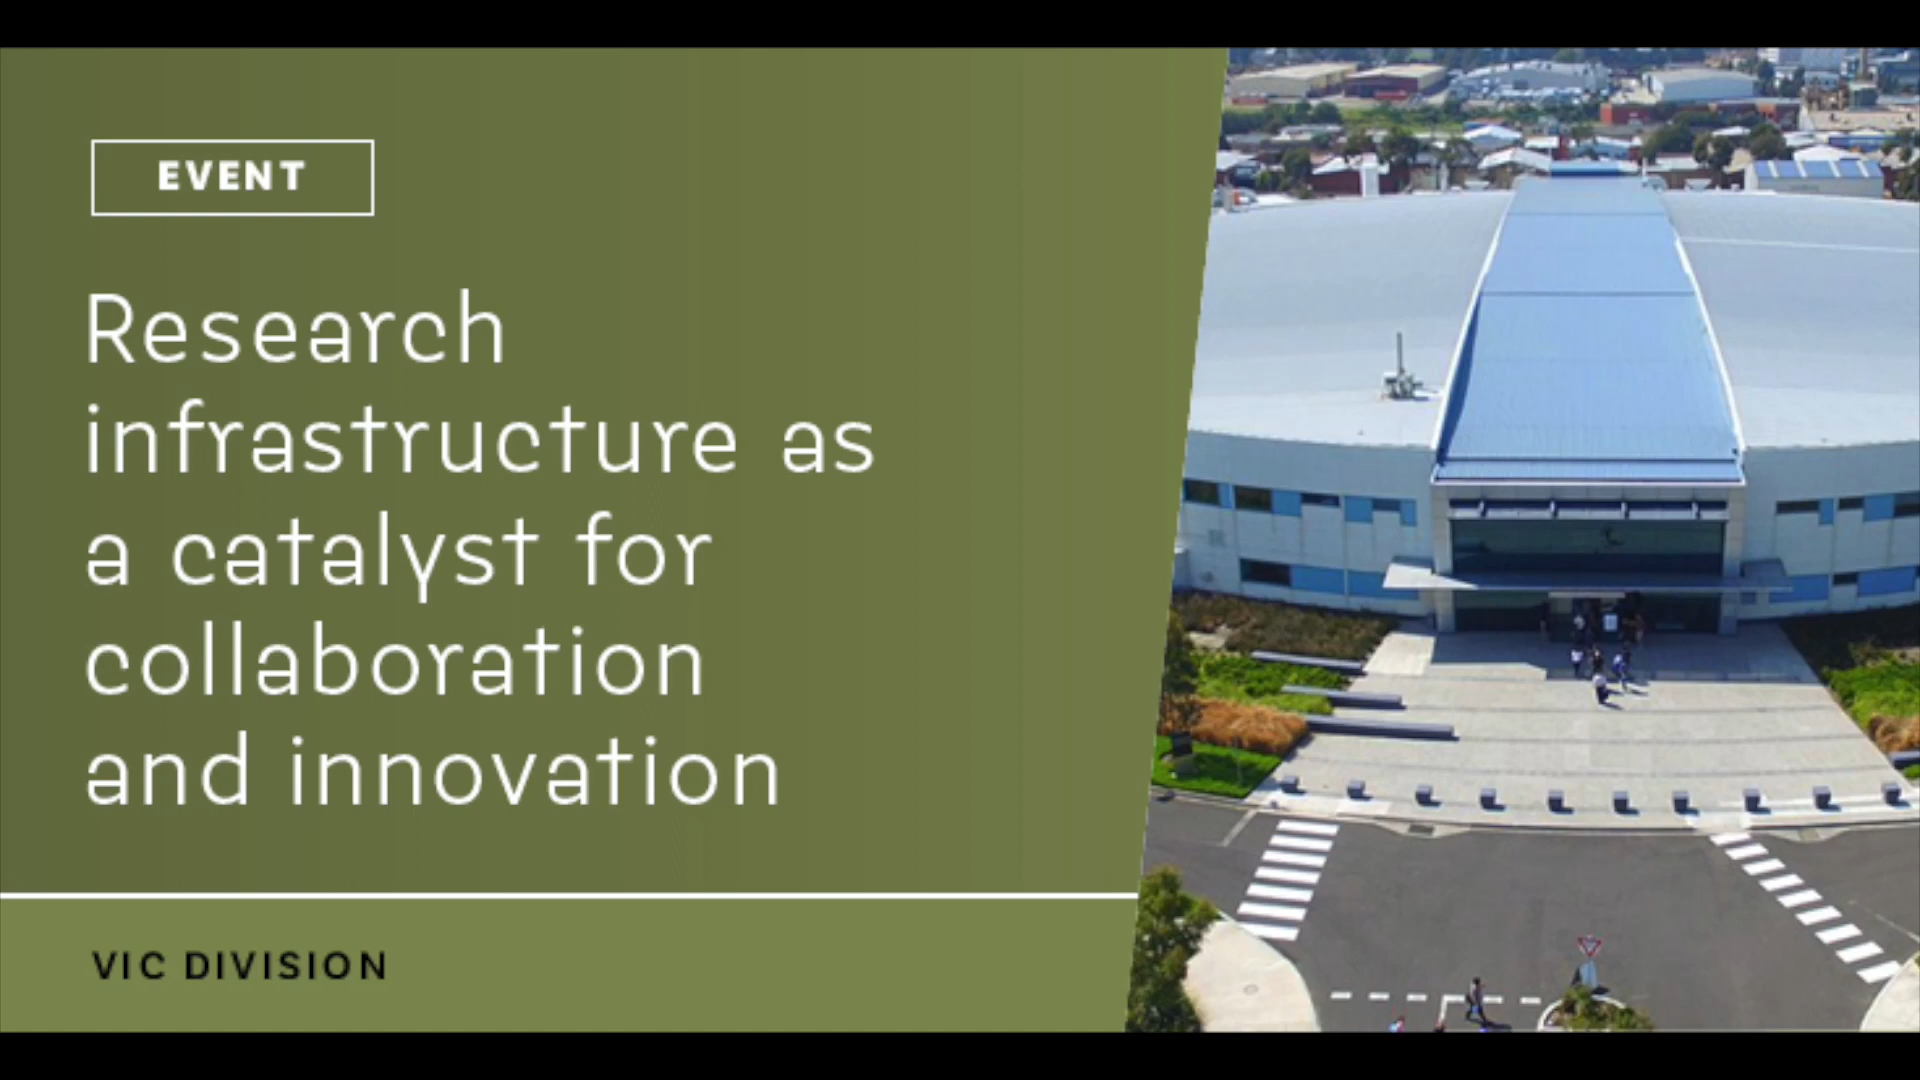 EVENT
Research
infrastructure as
a catalyst for
collaboration
and innovation
VIC DIVISION